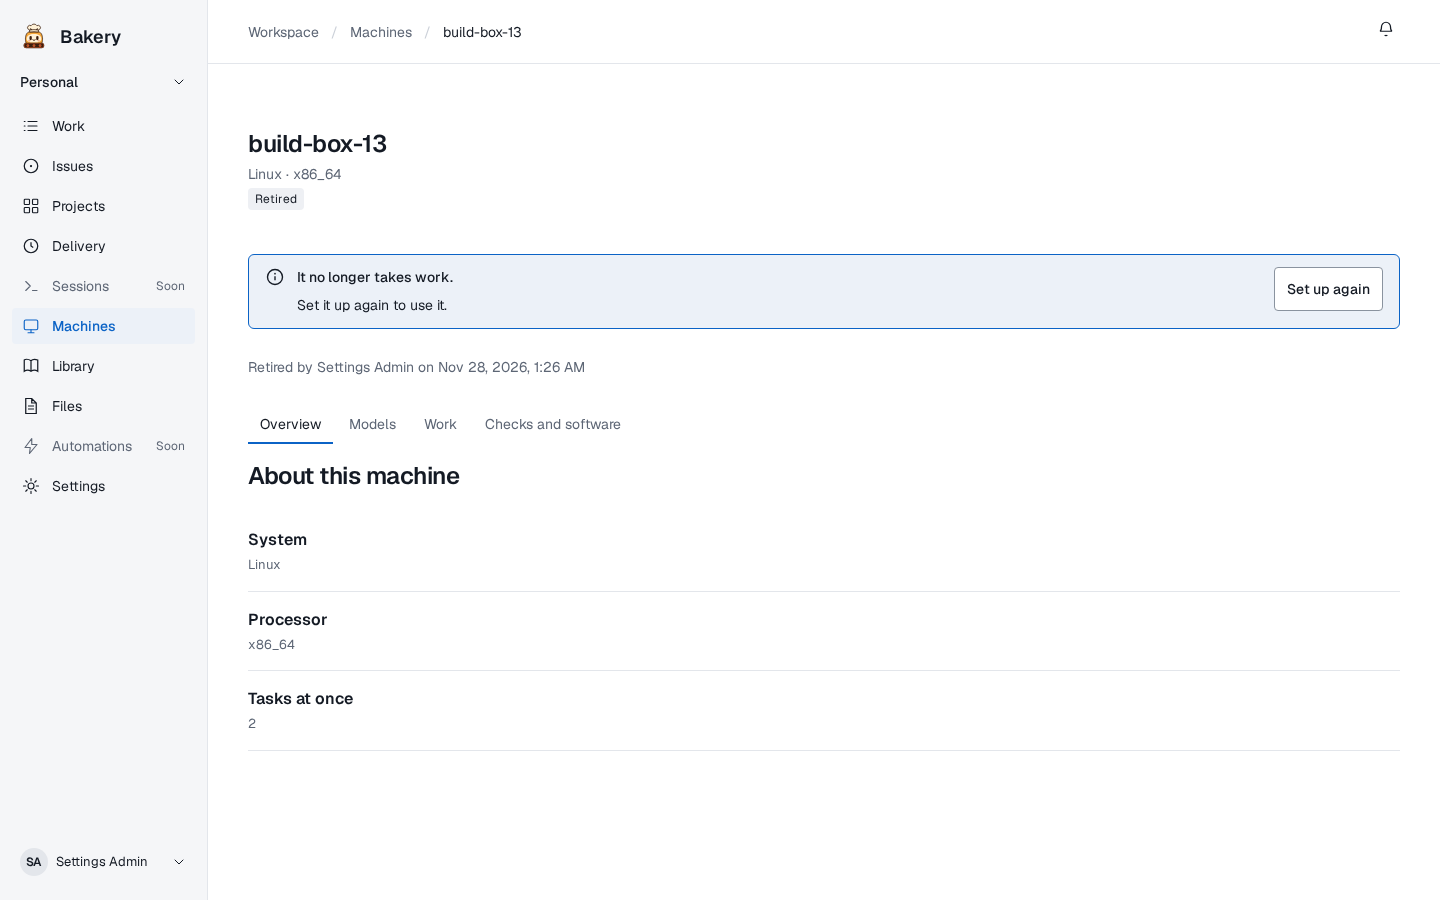 Bakery
Personal
Work
Issues
Projects
Delivery
Sessions Soon
Machines
Library
Files
Automations Soon
Settings
SA Settings Admin
Workspace / Machines / build-box-13
build-box-13
Linux · x86_64
Retired
It no longer takes work.
Set it up again to use it.
Set up again
Retired by Settings Admin on Nov 28, 2026, 1:26 AM
Overview Models Work Checks and software
About this machine
System
Linux
Processor
x86_64
Tasks at once
2